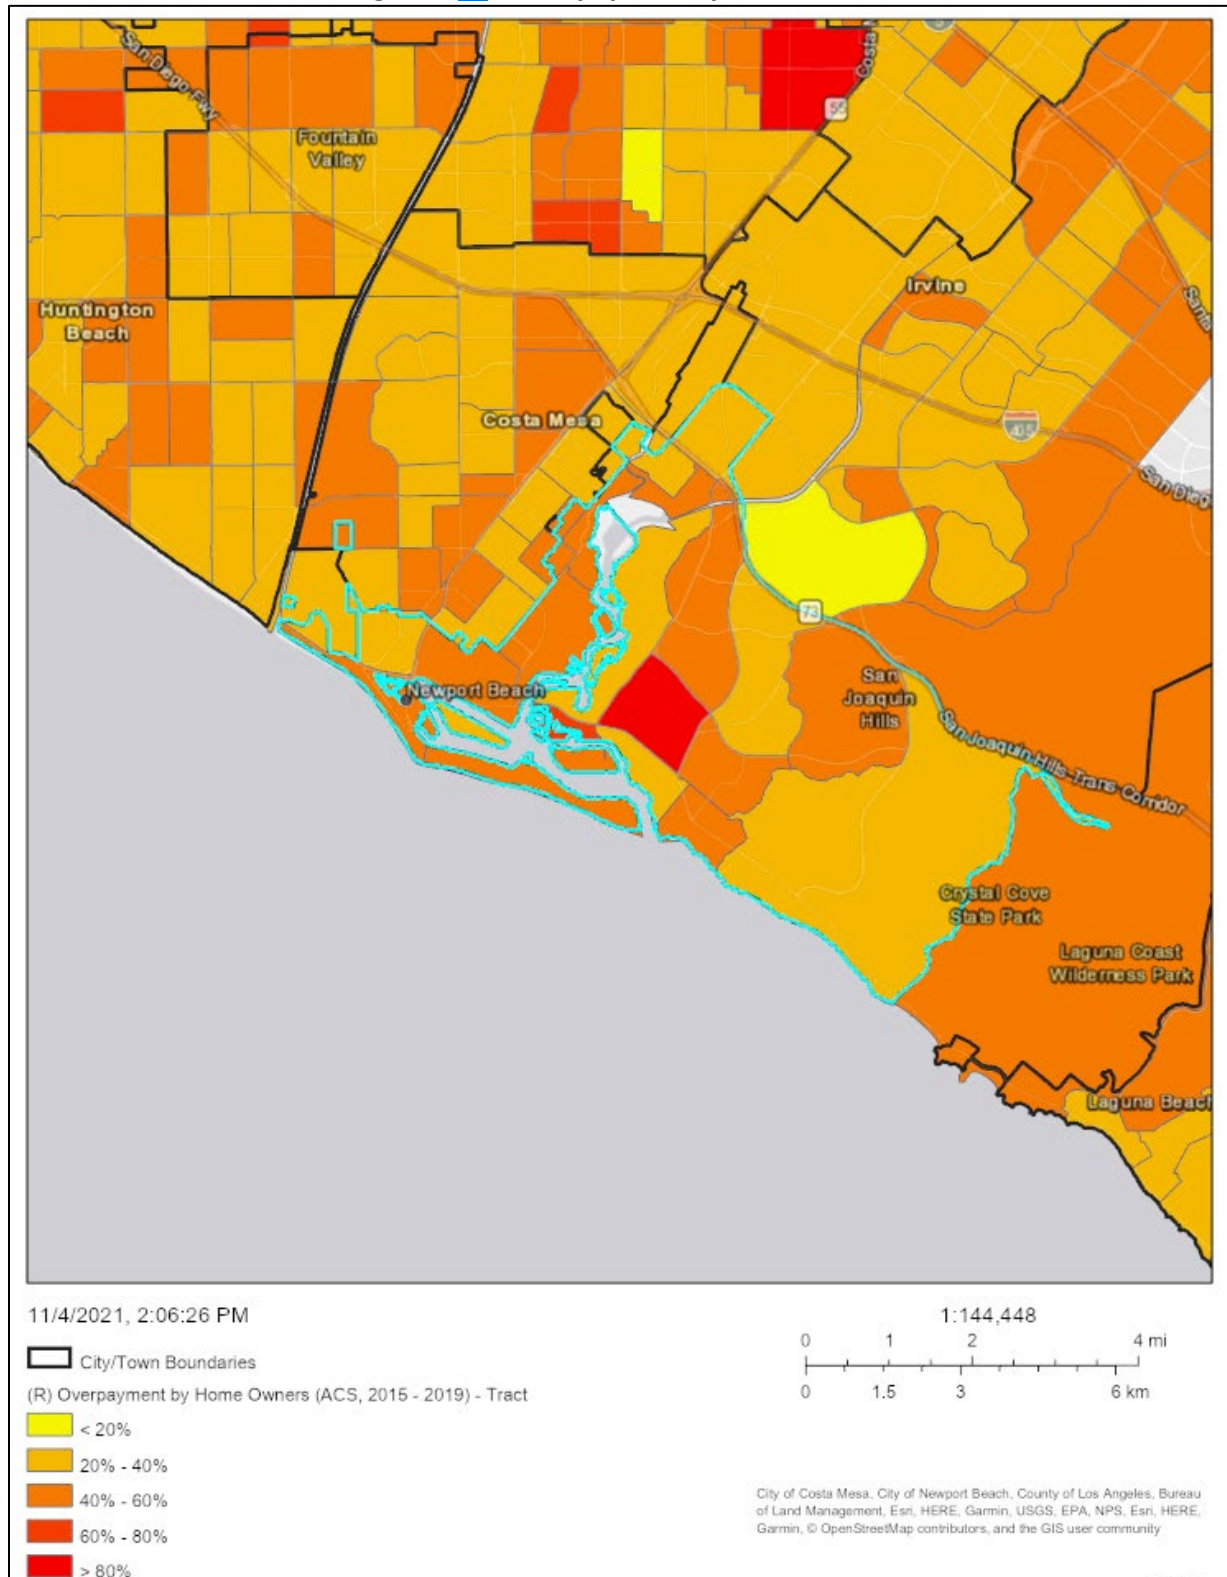 San Diego Fwy
Costa M
5
55
Fountain
Valley
Huntington
Beach
Irvine
Santa
Costa Mesa
405
San Dieg
73
Newport Beach
San
Joaquin
Hills
San Joaquin Hills Trans Corridor
Crystal Cove
State Park
Laguna Coast
Wilderness Park
Laguna Beach
11/4/2021, 2:06:26 PM
1:144,448
0 1 2 4 mi
0 1.5 3 6 km
City/Town Boundaries
(R) Overpayment by Home Owners (ACS, 2015 - 2019) - Tract
< 20%
20% - 40%
40% - 60%
60% - 80%
> 80%
City of Costa Mesa, City of Newport Beach, County of Los Angeles, Bureau
of Land Management, Esri, HERE, Garmin, USGS, EPA, NPS, Esri, HERE,
Garmin, © OpenStreetMap contributors, and the GIS user community